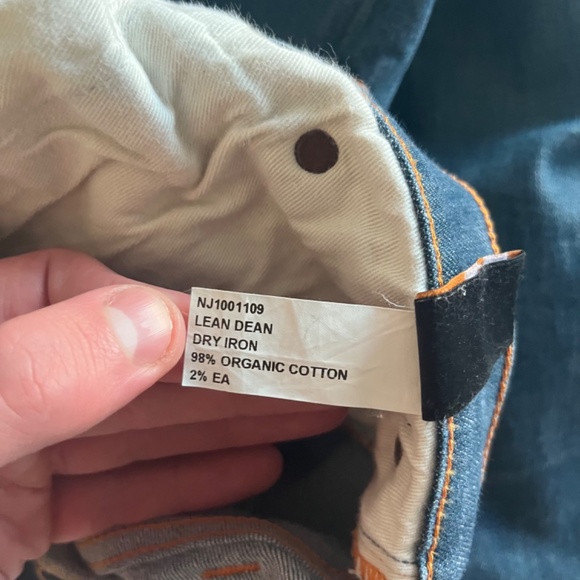 NJ1001109
LEAN DEAN
DRY IRON
98% ORGANIC COTTON
2% EA